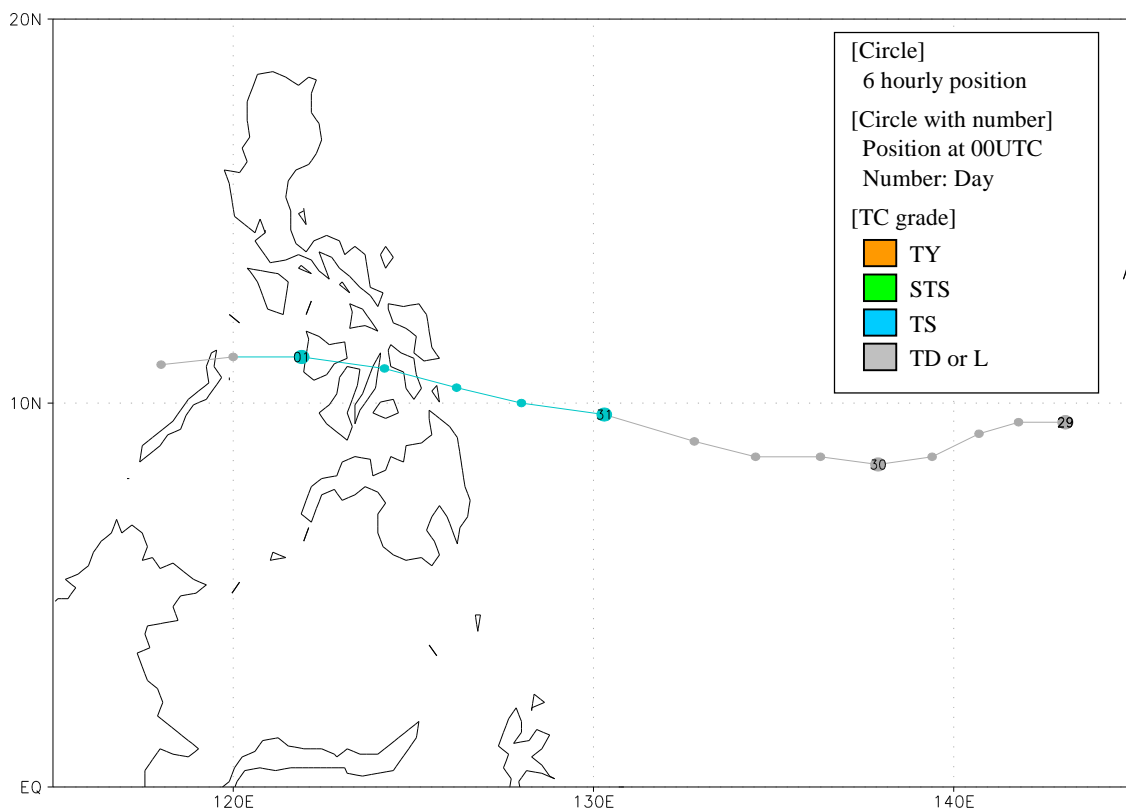 20N
[Circle]
6 hourly position
[Circle with number]
Position at 00UTC
Number: Day
[TC grade]
TY
STS
TS
TD or L
01
10N
31
29
30
EQ
120E
130E
140E